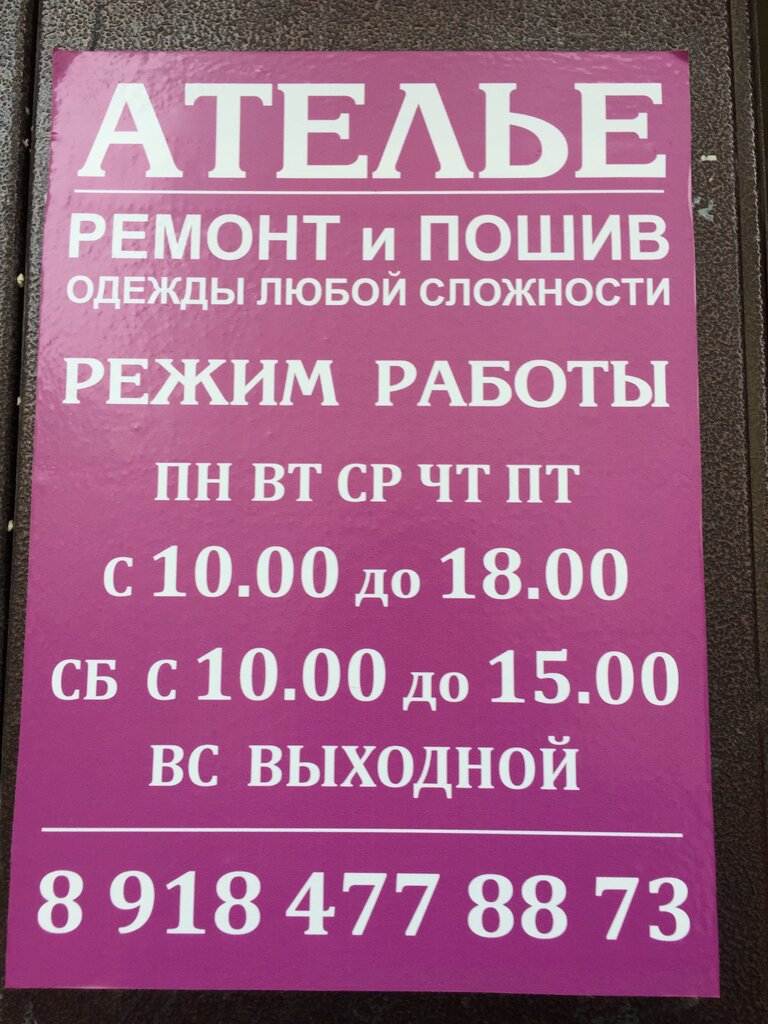 АТЕЛЬЕ
РЕМОНТ и ПОШИВ
ОДЕЖДЫ ЛЮБОЙ СЛОЖНОСТИ
РЕЖИМ РАБОТЫ
ПН ВТ СР ЧТ ПТ
С 10.00 до 18.00
СБ С 10.00 до 15.00
ВС ВЫХОДНОЙ
8 918 477 88 73